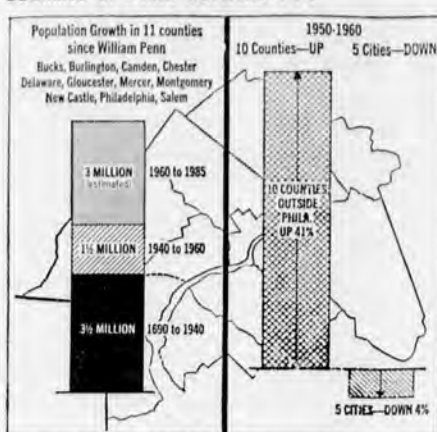 Population Growth in 11 counties
since William Penn
Bucks, Burlington, Camden, Chester
Delaware, Gloucester, Mercer, Montgomery
New Castle, Philadelphia, Salem
3 MILLION
(estimated)
1960 to 1985
1½ MILLION
1940 to 1960
3½ MILLION
1690 to 1940
1950-1960
10 Counties—UP
5 Cities—DOWN
10 COUNTIES
OUTSIDE
PHILA.
UP 41%
5 CITIES—DOWN 4%